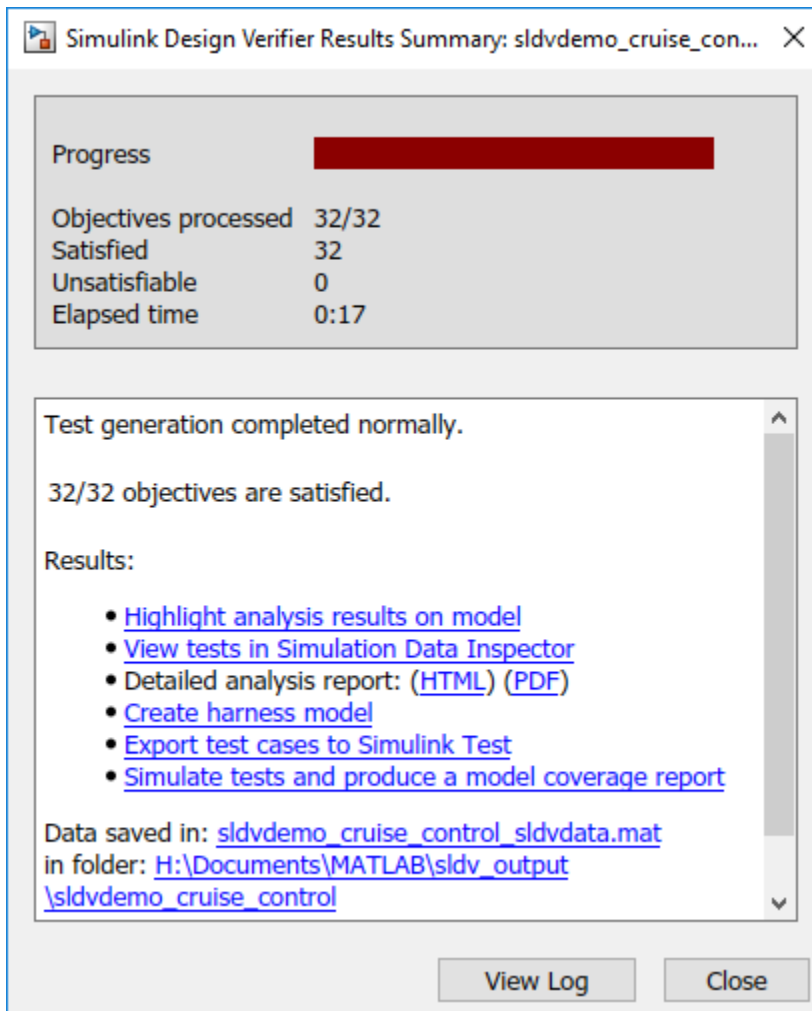 Simulink Design Verifier Results Summary: sldvdemo_cruise_con...
Progress
Objectives processed 32/32
Satisfied 32
Unsatisfiable 0
Elapsed time 0:17
Test generation completed normally.
32/32 objectives are satisfied.
Results:
• Highlight analysis results on model
• View tests in Simulation Data Inspector
• Detailed analysis report: (HTML) (PDF)
• Create harness model
• Export test cases to Simulink Test
• Simulate tests and produce a model coverage report
Data saved in: sldvdemo_cruise_control_sldvdata.mat
in folder: H:\Documents\MATLAB\sldv_output
\sldvdemo_cruise_control
View Log Close